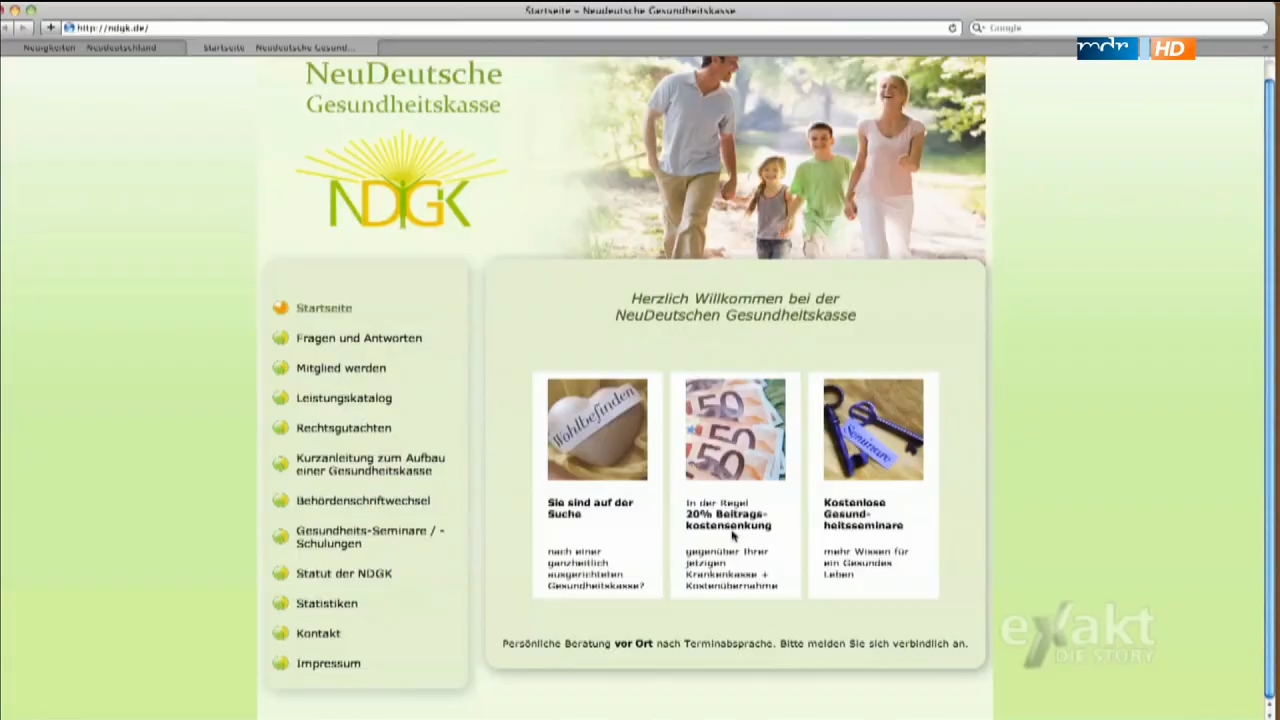 Startseite – Neudeutsche Gesundheitskasse
http://ndgk.de/
Google
Neuigkeiten Neudeutschland
Startseite Neudeutsche Gesund...
mdr HD
NeuDeutsche
Gesundheitskasse
NDGK
Startseite
Fragen und Antworten
Mitglied werden
Leistungskatalog
Rechtsgutachten
Kurzanleitung zum Aufbau
einer Gesundheitskasse
Behördenschriftwechsel
Gesundheits-Seminare / -
Schulungen
Statut der NDGK
Statistiken
Kontakt
Impressum
Herzlich Willkommen bei der
NeuDeutschen Gesundheitskasse
Wohlbefinden
50
50
50
Seminare
Sie sind auf der
Suche
nach einer
ganzheitlich
ausgerichteten
Gesundheitskasse?
In der Regel
20% Beitrags-
kostensenkung
gegenüber Ihrer
jetzigen
Krankenkasse +
Kostenübernahme
Kostenlose
Gesund-
heitsseminare
mehr Wissen für
ein Gesundes
Leben
Persönliche Beratung vor Ort nach Terminabsprache. Bitte melden Sie sich verbindlich an.
exakt
DIE STORY